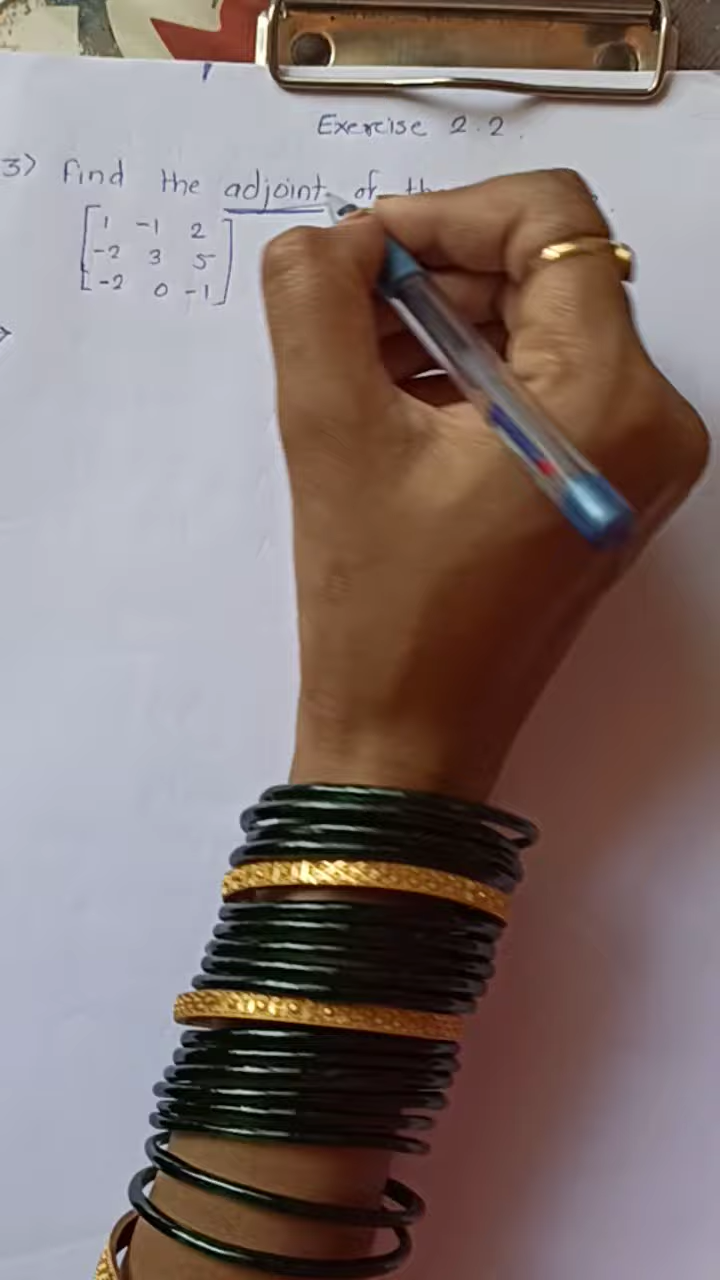 Exercise 2.2.
3) Find the adjoint of
1 -1 2
-2 3 5
-2 0 -1